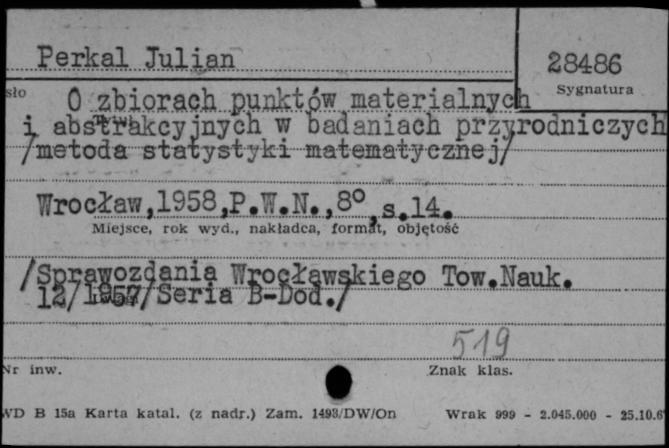 Perkal Julian
28486
sło
Sygnatura
O zbiorach punktów materialnych
i abstrakcyjnych w badaniach przyrodniczych
/metoda statystyki matematycznej/
Wrocław,1958,P.W.N.,8°,s.14.
Miejsce, rok wyd., nakładca, format, objętość
/Sprawozdania Wrocławskiego Tow.Nauk.
12/1957/Seria B-Dod./
519
Nr inw.
Znak klas.
WD B 15a Karta katal. (z nadr.) Zam. 1493/DW/On Wrak 999 - 2.045.000 - 25.10.6